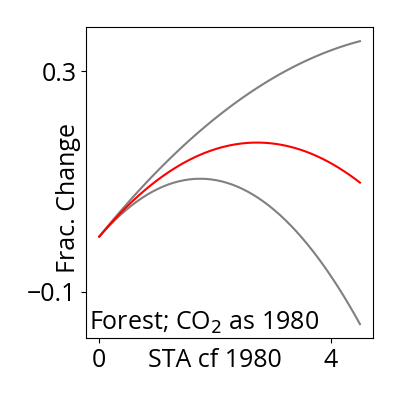 0.3
Frac. Change
−0.1
Forest; CO₂ as 1980
0 STA cf 1980 4